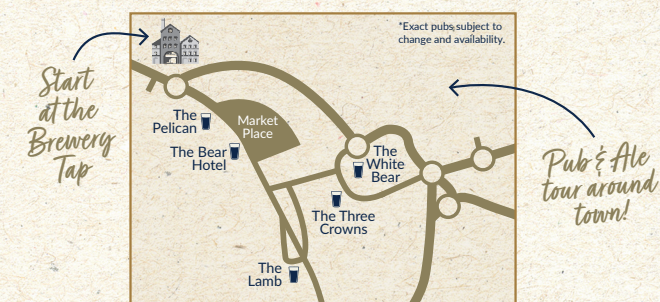 *Exact pubs subject to
change and availability.
Start
at the
Brewery
Tap
The
Pelican
Market
Place
The Bear
Hotel
The
White
Bear
Pub & Ale
tour around
town!
The Three
Crowns
The
Lamb